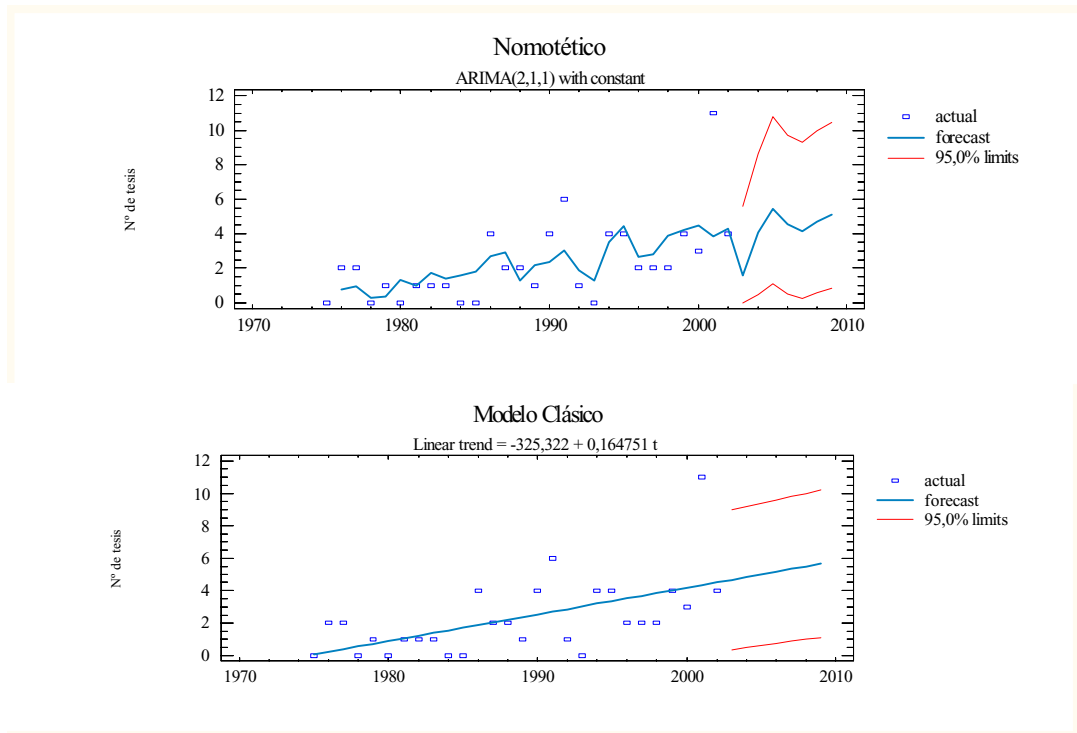 Nomotético
ARIMA(2,1,1) with constant
12
10
8
6
4
2
0
Nº de tesis
1970 1980 1990 2000 2010
actual
forecast
95,0% limits
Modelo Clásico
Linear trend = -325,322 + 0,164751 t
12
10
8
6
4
2
0
Nº de tesis
1970 1980 1990 2000 2010
actual
forecast
95,0% limits